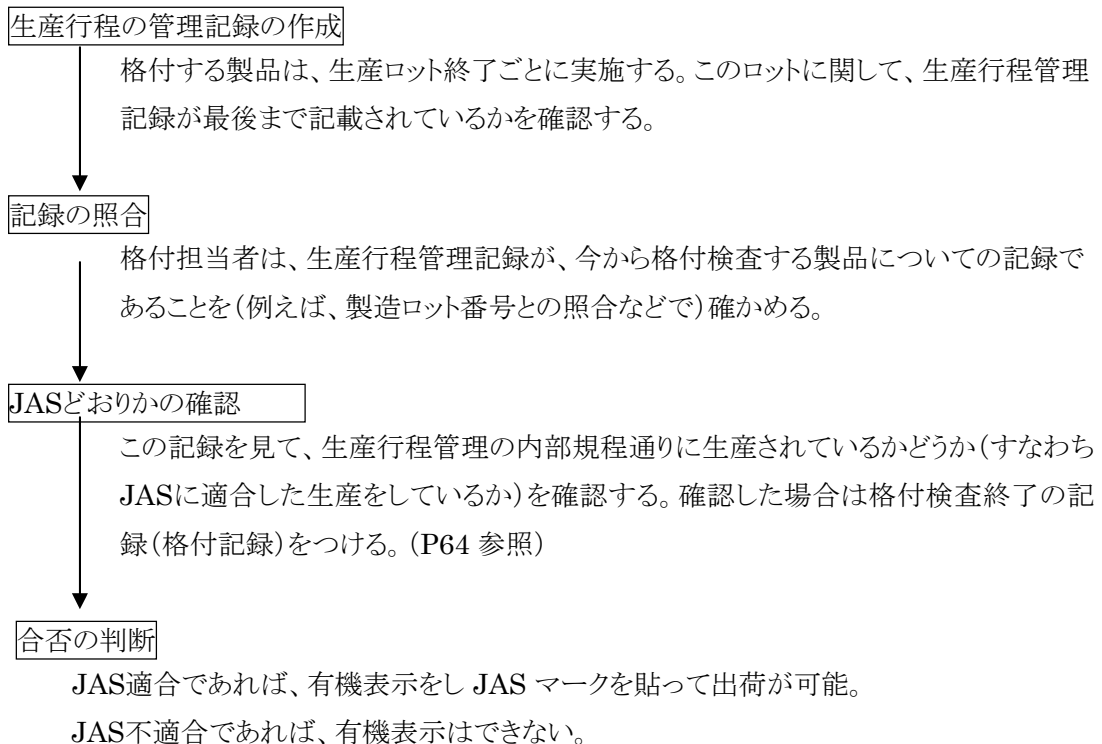 生産行程の管理記録の作成
格付する製品は、生産ロット終了ごとに実施する。このロットに関して、生産行程管理
記録が最後まで記載されているかを確認する。
記録の照合
格付担当者は、生産行程管理記録が、今から格付検査する製品についての記録で
あることを(例えば、製造ロット番号との照合などで)確かめる。
JASどおりかの確認
この記録を見て、生産行程管理の内部規程通りに生産されているかどうか(すなわち
JASに適合した生産をしているか)を確認する。確認した場合は格付検査終了の記
録(格付記録)をつける。(P64 参照)
合否の判断
JAS適合であれば、有機表示をし JAS マークを貼って出荷が可能。
JAS不適合であれば、有機表示はできない。